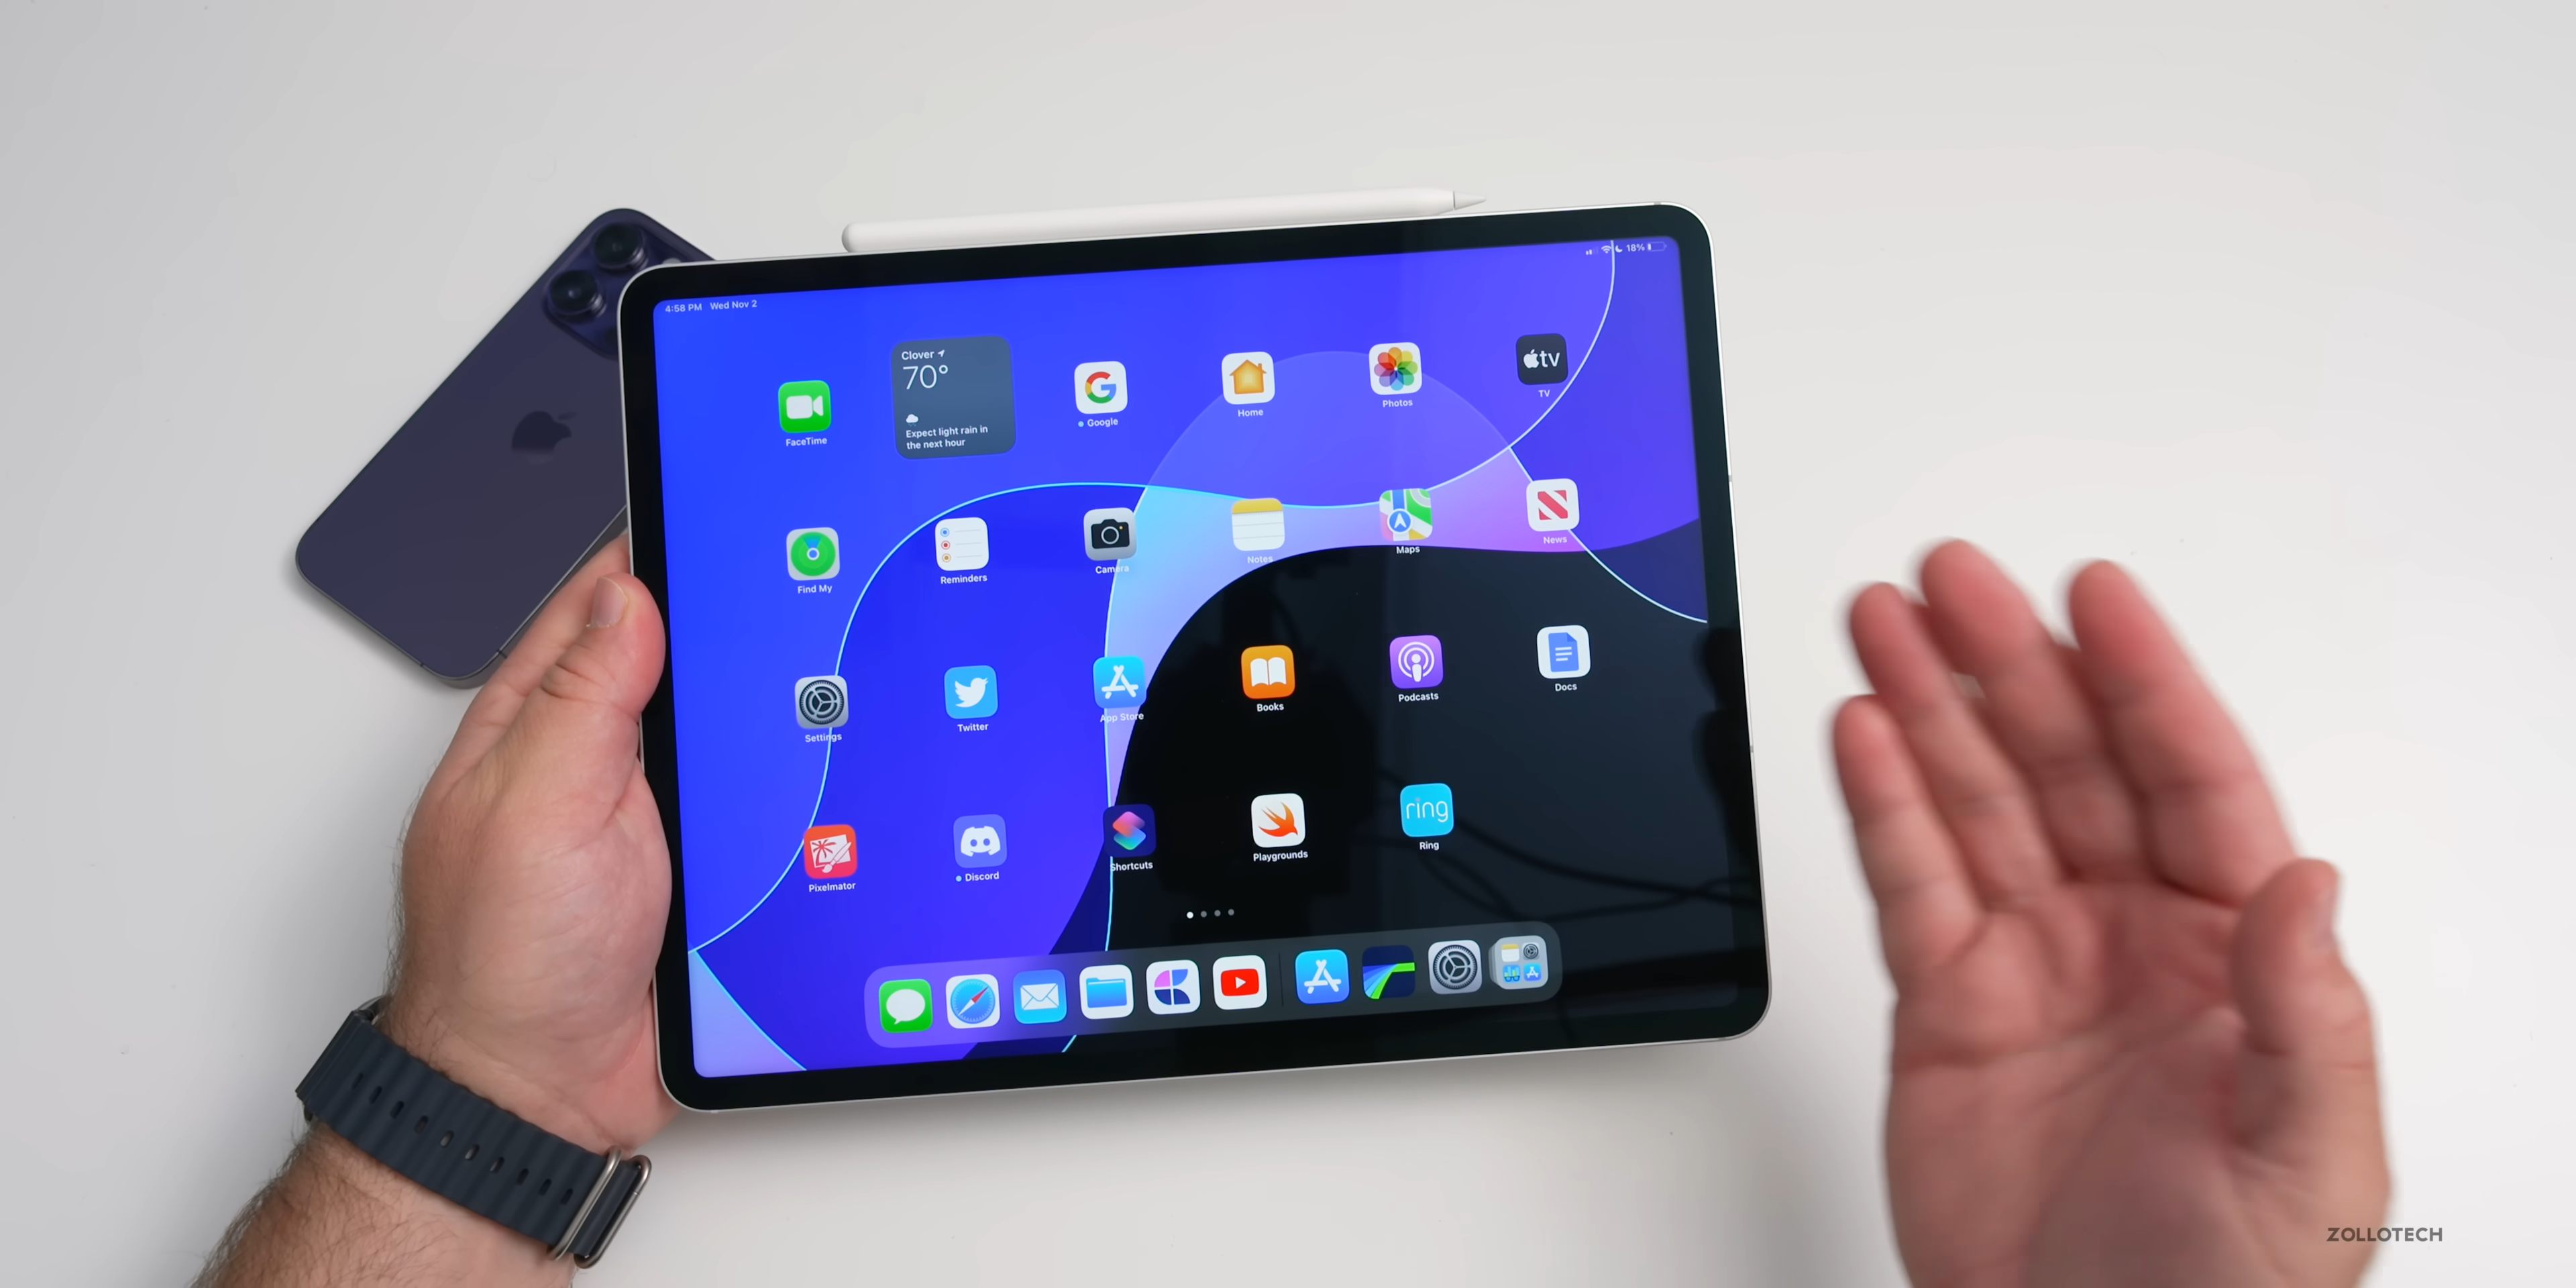 4:58 PM Wed Nov 2
18%
Clover
70°
Expect light rain in
the next hour
FaceTime
Google
Home
Photos
tv
TV
Find My
Reminders
Camera
Notes
Maps
News
Settings
Twitter
App Store
Books
Podcasts
Docs
Pixelmator
Discord
Shortcuts
Playgrounds
ring
Ring
ZOLLOTECH